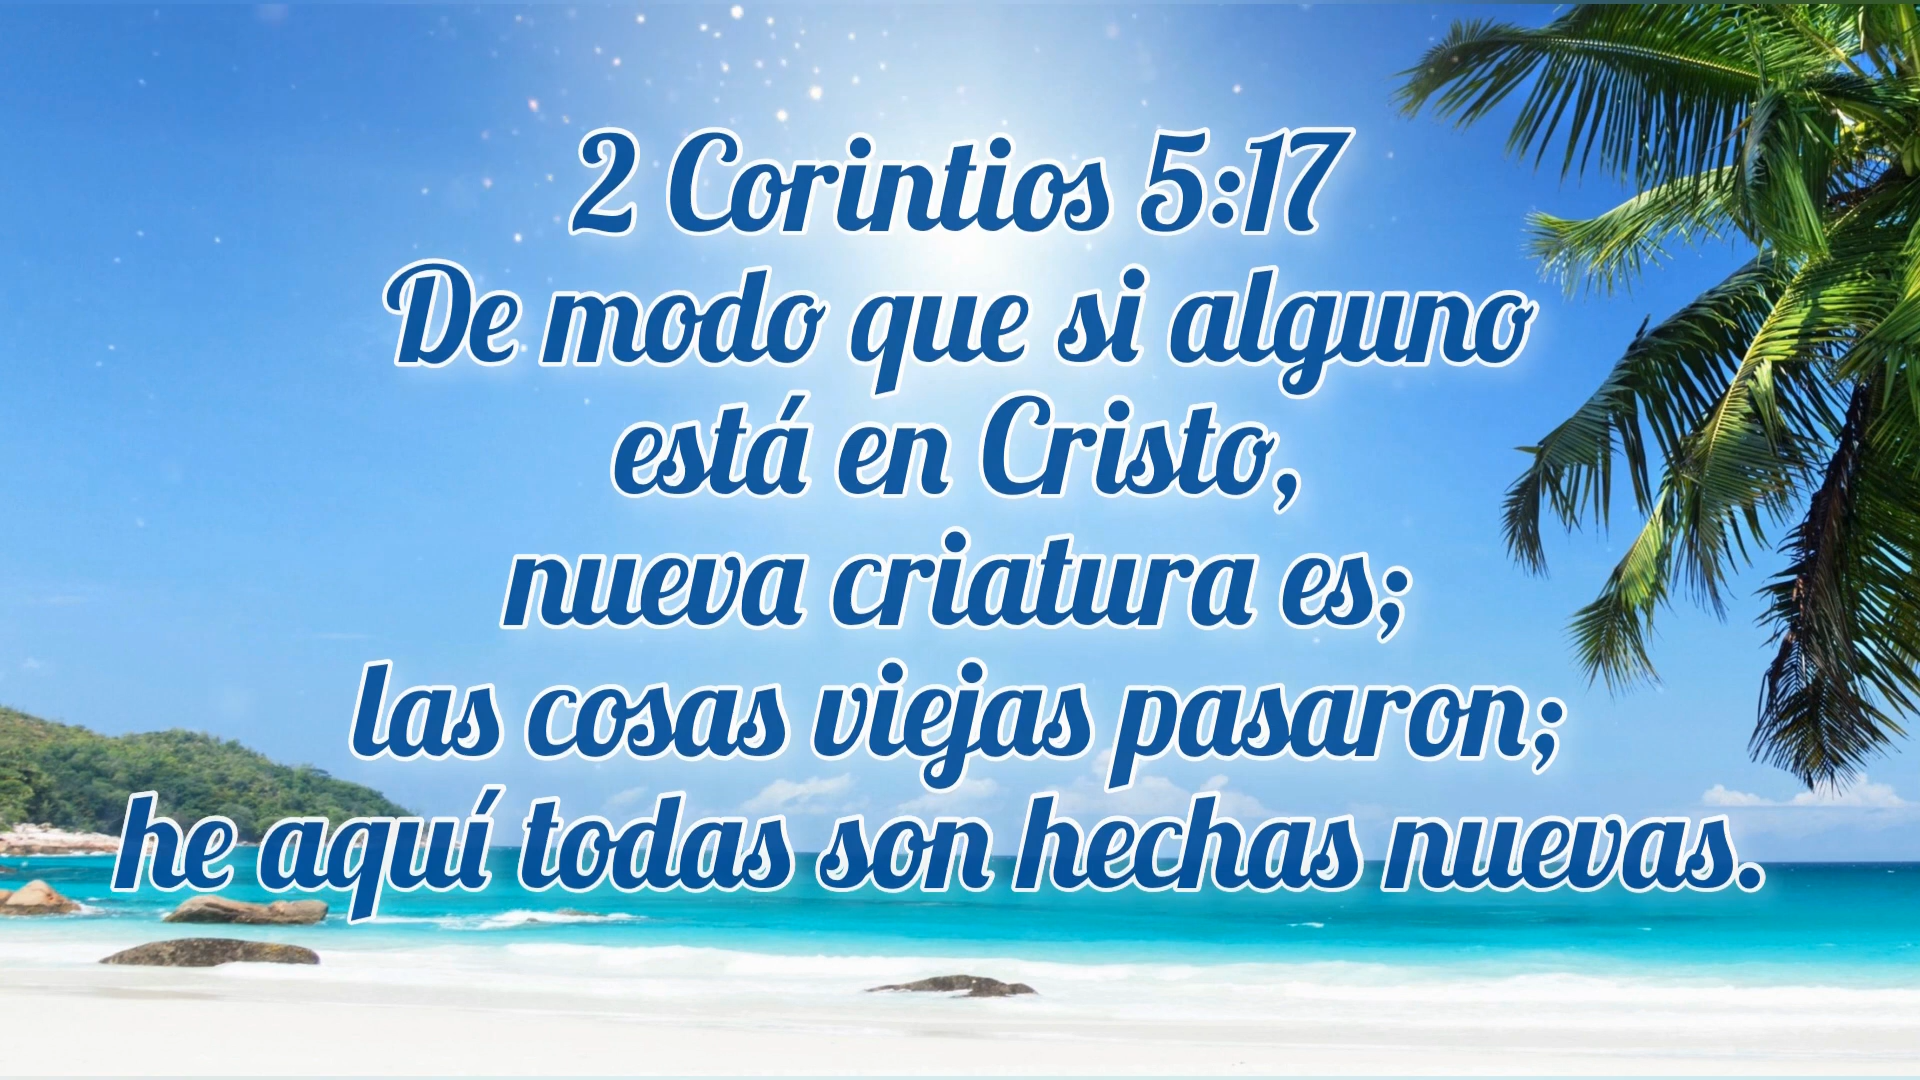 2 Corintios 5:17
De modo que si alguno
está en Cristo,
nueva criatura es;
las cosas viejas pasaron;
he aquí todas son hechas nuevas.